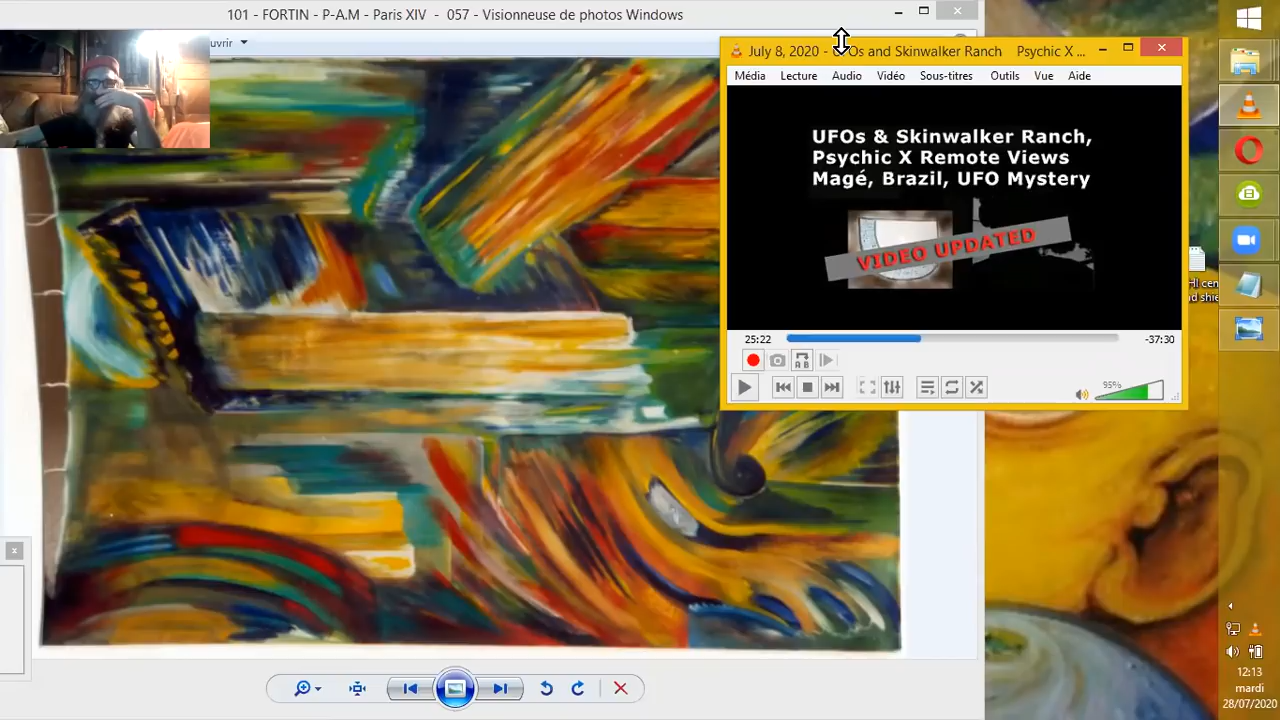 101 - FORTIN - P-A.M - Paris XIV - 057 - Visionneuse de photos Windows
uvrir
July 8, 2020 - Os and Skinwalker Ranch Psychic X ...
Média Lecture Audio Vidéo Sous-titres Outils Vue Aide
UFOs & Skinwalker Ranch,
Psychic X Remote Views
Magé, Brazil, UFO Mystery
VIDEO UPDATED
25:22 -37:30
95%
12:13
mardi
28/07/2020